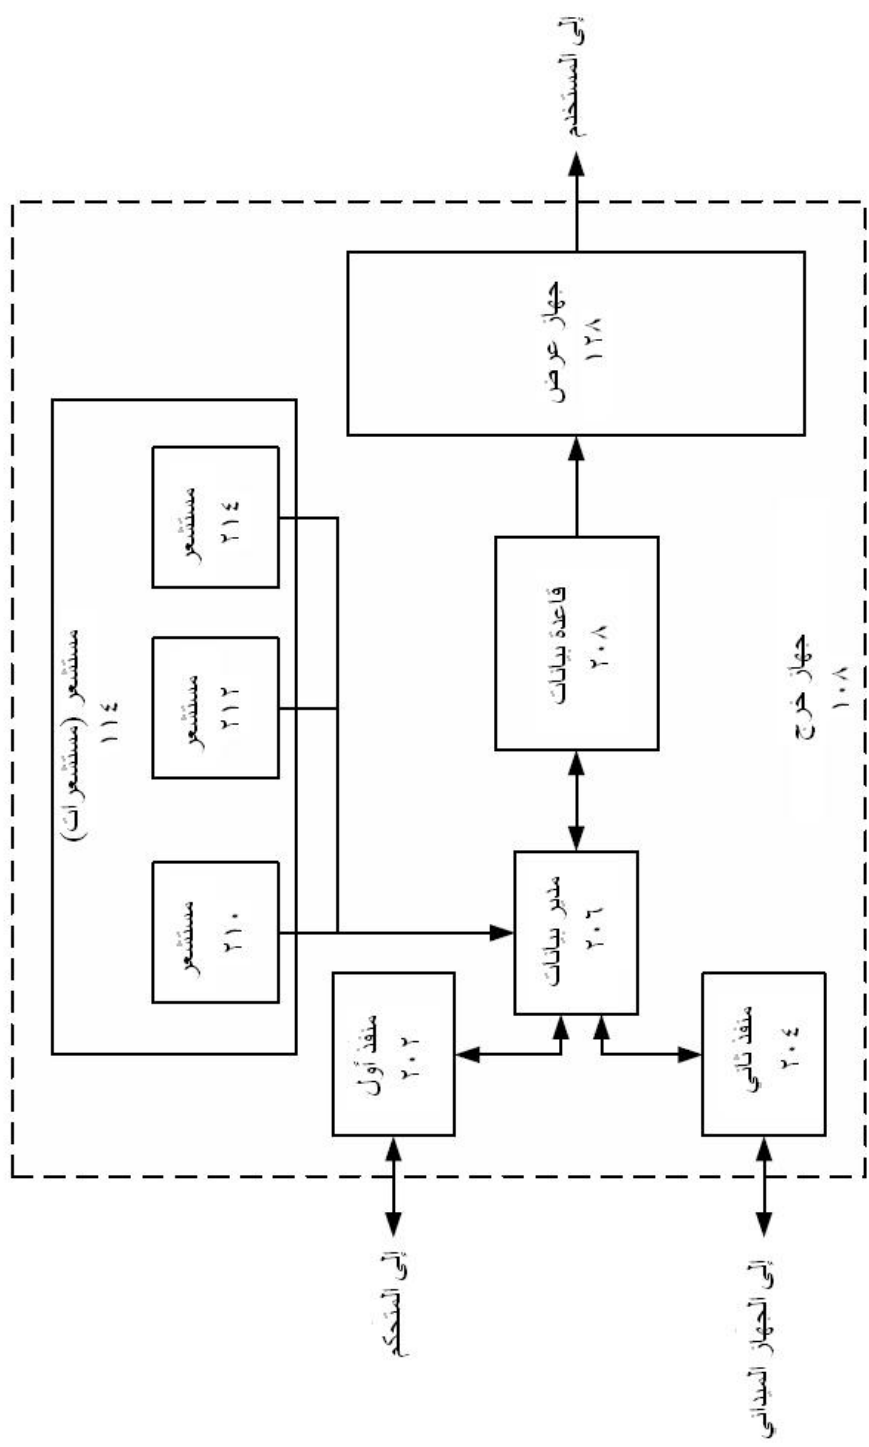 إلى المستخدم
جهاز عرض
١٢٨
مستشعر (مستشعرات)
١١٤
مستشعر
٢١٤
مستشعر
٢١٢
مستشعر
٢١٠
قاعدة بيانات
٢٠٨
جهاز خرج
١٠٨
مدير بيانات
٢٠٦
منفذ أول
٢٠٢
منفذ ثاني
٢٠٤
إلى المتحكم
إلى الجهاز الميداني